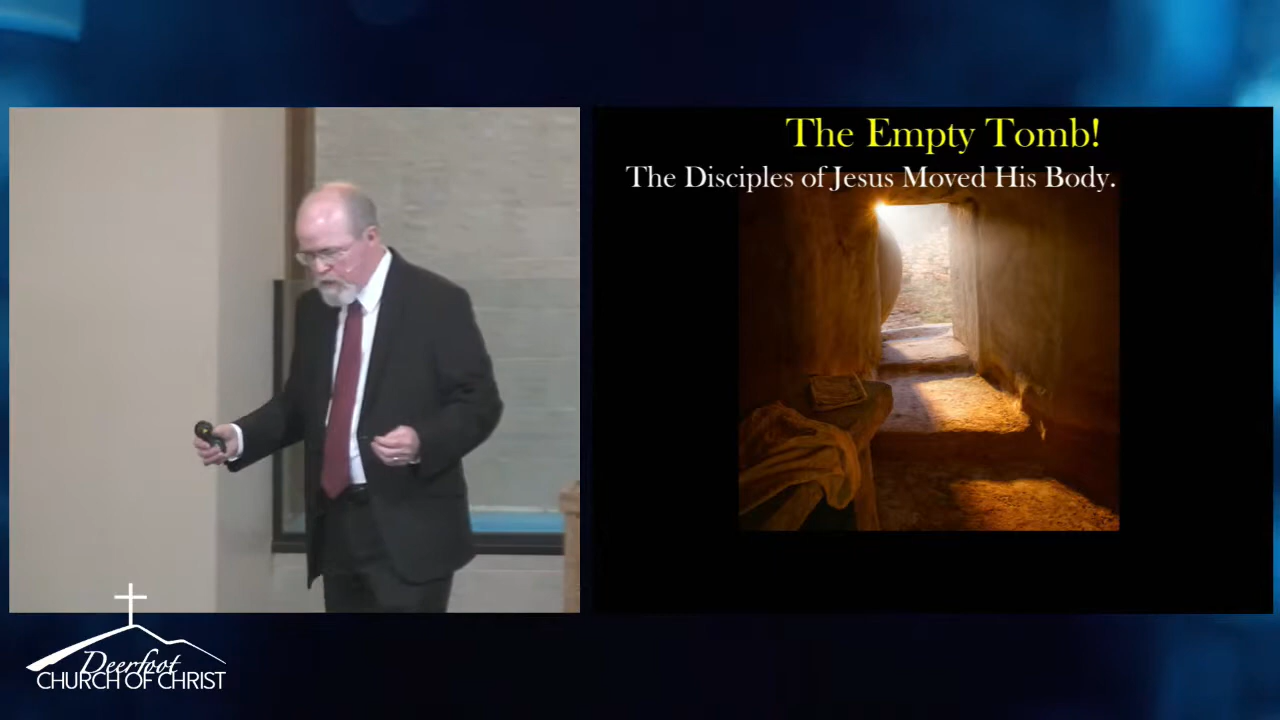 The Empty Tomb!
The Disciples of Jesus Moved His Body.
Deerfoot
CHURCH OF CHRIST